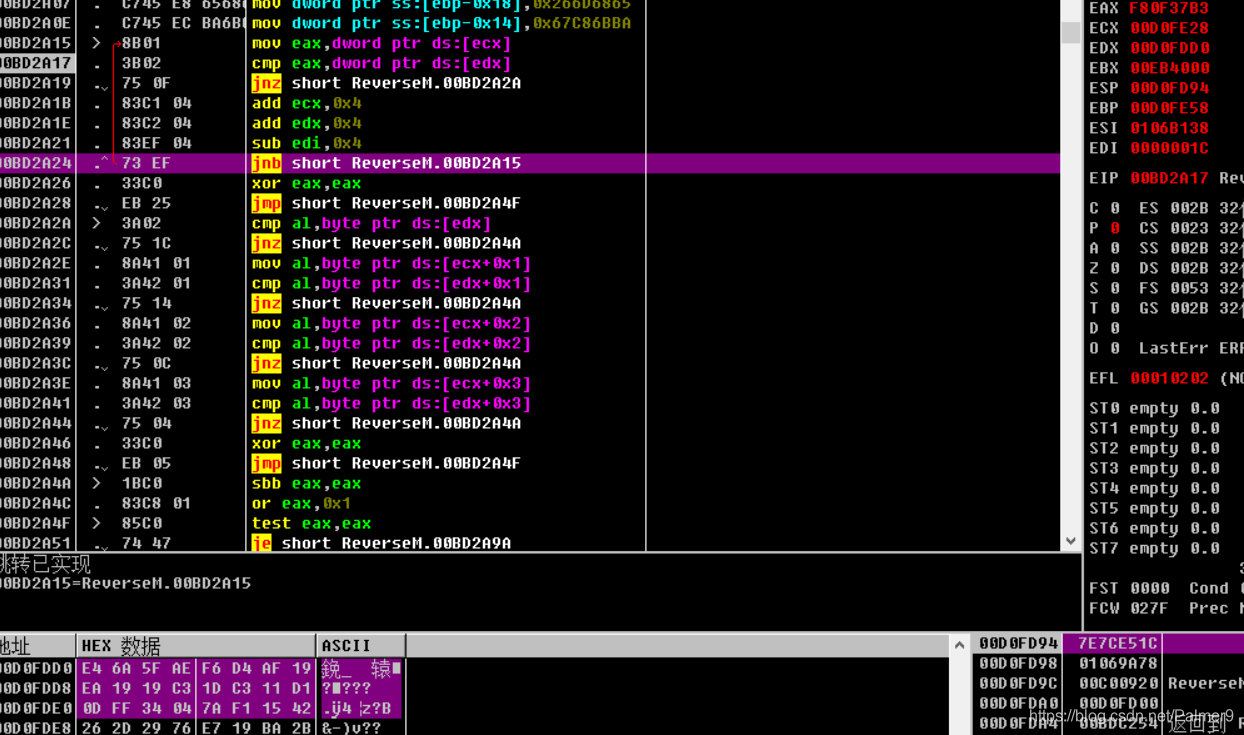 00BD2A07 . C745 E8 65686 mov dword ptr ss:[ebp-0x18],0x266D6865
00BD2A0E . C745 EC BA6B mov dword ptr ss:[ebp-0x14],0x67C86BBA
00BD2A15 > 8B01 mov eax,dword ptr ds:[ecx]
00BD2A17 . 3B02 cmp eax,dword ptr ds:[edx]
00BD2A19 .⌄ 75 0F jnz short ReverseM.00BD2A2A
00BD2A1B . 83C1 04 add ecx,0x4
00BD2A1E . 83C2 04 add edx,0x4
00BD2A21 . 83EF 04 sub edi,0x4
00BD2A24 .^ 73 EF jnb short ReverseM.00BD2A15
00BD2A26 . 33C0 xor eax,eax
00BD2A28 .⌄ EB 25 jmp short ReverseM.00BD2A4F
00BD2A2A > 3A02 cmp al,byte ptr ds:[edx]
00BD2A2C .⌄ 75 1C jnz short ReverseM.00BD2A4A
00BD2A2E . 8A41 01 mov al,byte ptr ds:[ecx+0x1]
00BD2A31 . 3A42 01 cmp al,byte ptr ds:[edx+0x1]
00BD2A34 .⌄ 75 14 jnz short ReverseM.00BD2A4A
00BD2A36 . 8A41 02 mov al,byte ptr ds:[ecx+0x2]
00BD2A39 . 3A42 02 cmp al,byte ptr ds:[edx+0x2]
00BD2A3C .⌄ 75 0C jnz short ReverseM.00BD2A4A
00BD2A3E . 8A41 03 mov al,byte ptr ds:[ecx+0x3]
00BD2A41 . 3A42 03 cmp al,byte ptr ds:[edx+0x3]
00BD2A44 .⌄ 75 04 jnz short ReverseM.00BD2A4A
00BD2A46 . 33C0 xor eax,eax
00BD2A48 .⌄ EB 05 jmp short ReverseM.00BD2A4F
00BD2A4A > 1BC0 sbb eax,eax
00BD2A4C . 83C8 01 or eax,0x1
00BD2A4F > 85C0 test eax,eax
00BD2A51 .⌄ 74 47 je short ReverseM.00BD2A9A
跳转已实现
00BD2A15=ReverseM.00BD2A15
EAX F80F37B3
ECX 00D0FE28
EDX 00D0FDD0
EBX 00EB4000
ESP 00D0FD94
EBP 00D0FE58
ESI 0106B138
EDI 0000001C
EIP 00BD2A17 Rev
C 0 ES 002B 32
P 0 CS 0023 32
A 0 SS 002B 32
Z 0 DS 002B 32
S 0 FS 0053 32
T 0 GS 002B 32
D 0
O 0 LastErr ERR
EFL 00010202 (NO
ST0 empty 0.0
ST1 empty 0.0
ST2 empty 0.0
ST3 empty 0.0
ST4 empty 0.0
ST5 empty 0.0
ST6 empty 0.0
ST7 empty 0.0
FST 0000 Cond
FCW 027F Prec
地址 HEX 数据 ASCII
00D0FDD0 E4 6A 5F AE F6 D4 AF 19
00D0FDD8 EA 19 19 C3 1D C3 11 D1
00D0FDE0 0D FF 34 04 7A F1 15 42
00D0FDE8 26 2D 29 76 E7 19 BA 2B &-)v??
00D0FD94 7E7CE51C
00D0FD98 01069A78
00D0FD9C 00C00920 Reverse
00D0FDA0 00D0FD00
00D0FDA4 00BDC254 返回到
https://blog.csdn.net/Palmer9